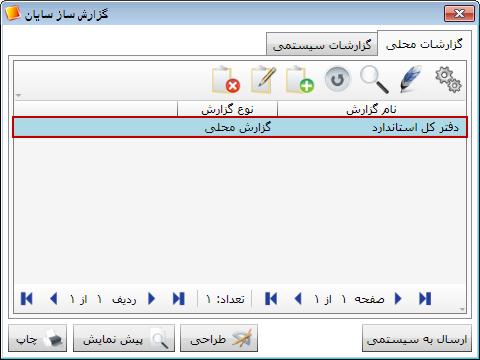 گزارش ساز سایان
گزارشات محلی
گزارشات سیستمی
نام گزارش
نوع گزارش
دفتر کل استاندارد
گزارش محلی
صفحه ۱ از ۱
تعداد: ۱
ردیف ۱ از ۱
ارسال به سیستمی
طراحی
پیش نمایش
چاپ